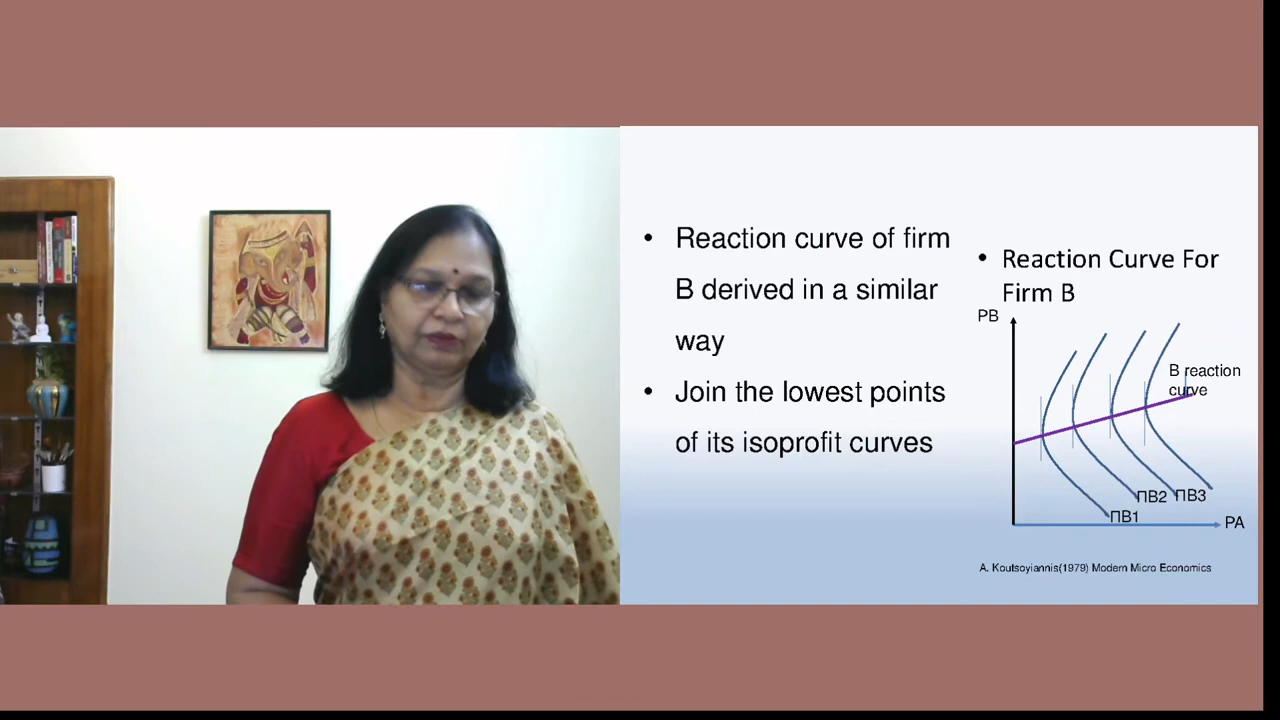 • Reaction curve of firm
B derived in a similar
way
• Join the lowest points
of its isoprofit curves
• Reaction Curve For
Firm B
PB
B reaction
curve
ΠB2 ΠB3
ΠB1
PA
A. Koutsoyiannis(1979) Modern Micro Economics